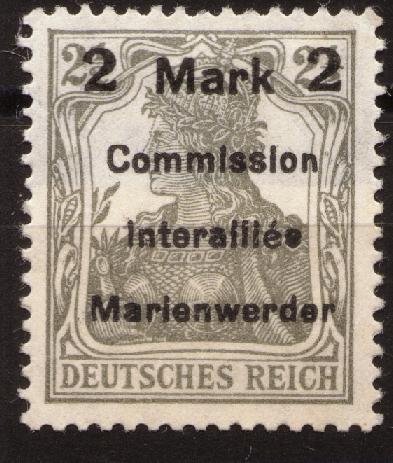 2 Mark 2
Commission
Interalliée
Marienwerder
DEUTSCHES REICH